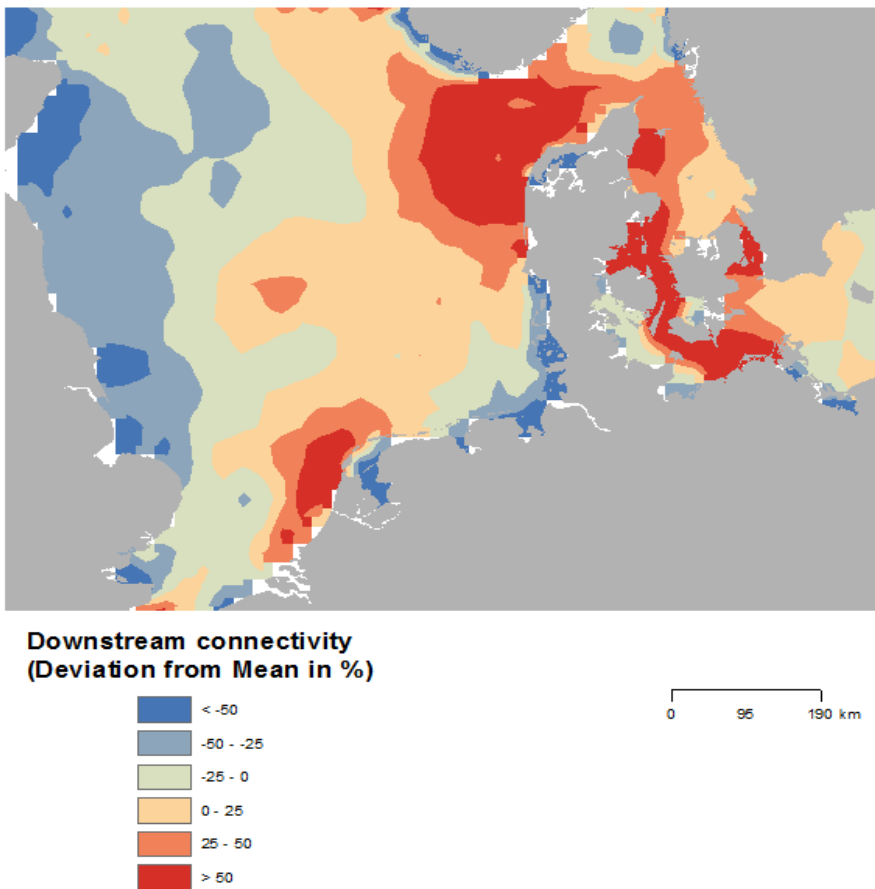 Downstream connectivity
(Deviation from Mean in %)
< -50
-50 - -25
-25 - 0
0 - 25
25 - 50
> 50
0 95 190 km